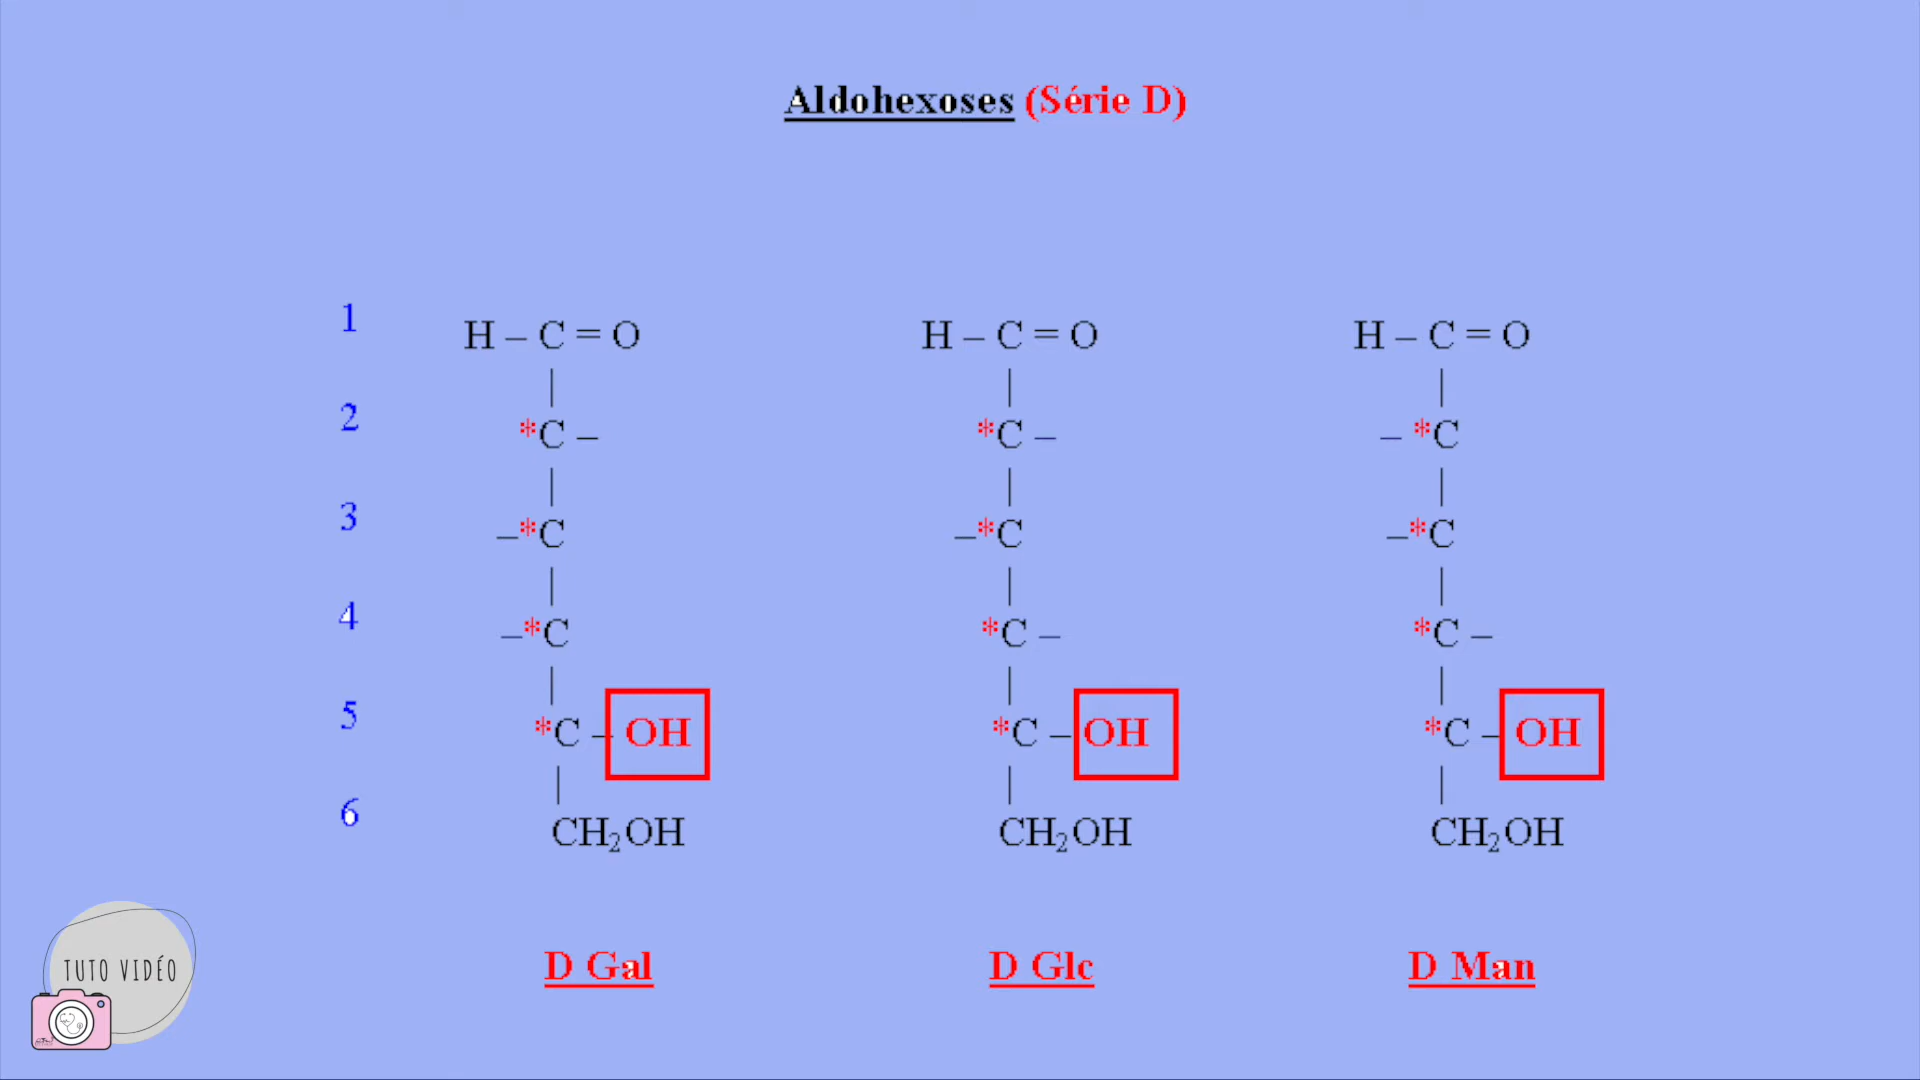 Aldohexoses (Série D)
1 H – C = O H – C = O H – C = O
| | |
2 *C – *C – – *C
| | |
3 –*C –*C –*C
| | |
4 –*C *C – *C –
| | |
5 *C – OH *C – OH *C – OH
| | |
6 CH₂OH CH₂OH CH₂OH
D Gal D Glc D Man
TUTO VIDÉO